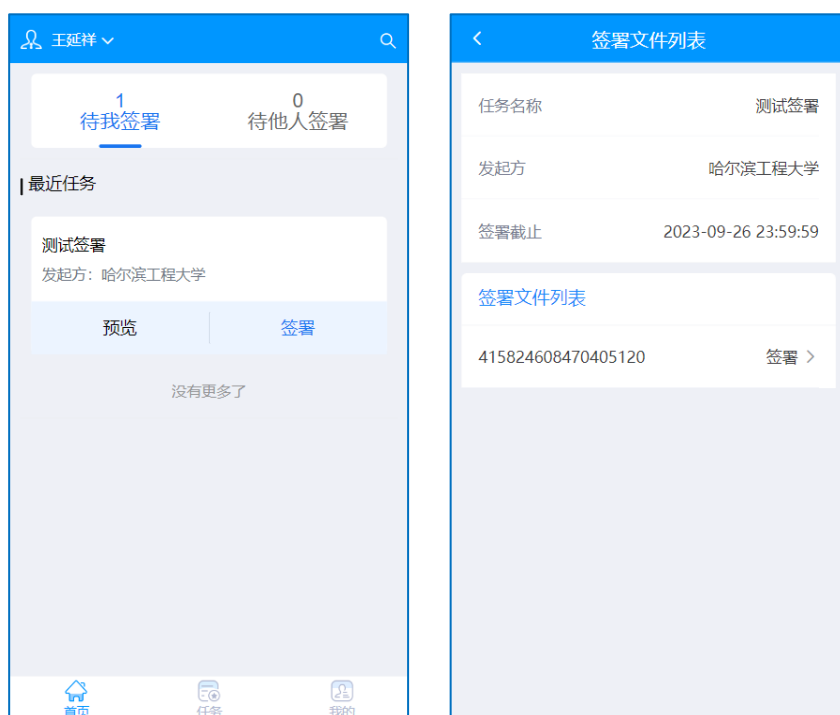 王延祥
1
待我签署
0
待他人签署
最近任务
测试签署
发起方：哈尔滨工程大学
预览
签署
没有更多了
首页
任务
我的
签署文件列表
任务名称
测试签署
发起方
哈尔滨工程大学
签署截止
2023-09-26 23:59:59
签署文件列表
415824608470405120
签署